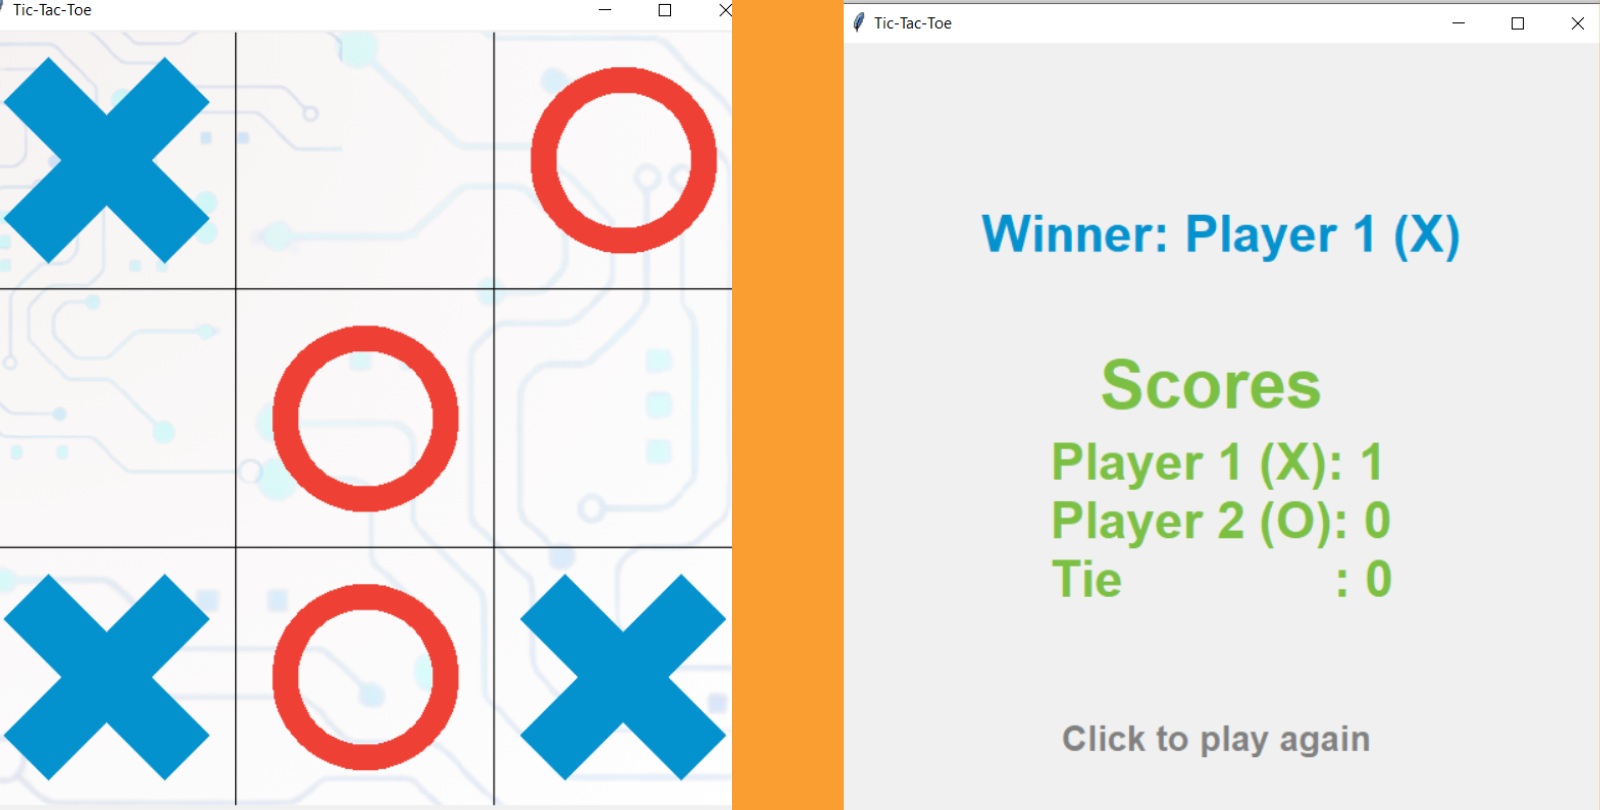 Tic-Tac-Toe
Tic-Tac-Toe
Winner: Player 1 (X)
Scores
Player 1 (X): 1
Player 2 (O): 0
Tie : 0
Click to play again